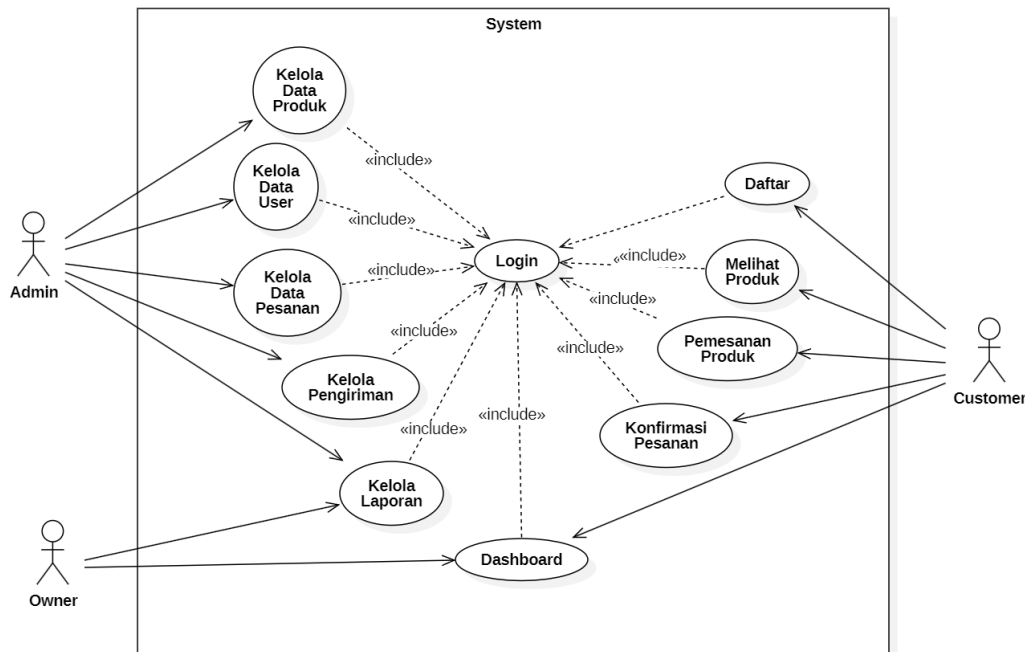 System
Kelola
Data
Produk
«include»
Kelola
Data
User
«include»
Daftar
Admin
Kelola
Data
Pesanan
«include»
Login
«include»
Melihat
Produk
«include»
Kelola
Pengiriman
«include»
Pemesanan
Produk
Customer
«include»
Konfirmasi
Pesanan
«include»
«include»
Kelola
Laporan
Dashboard
Owner